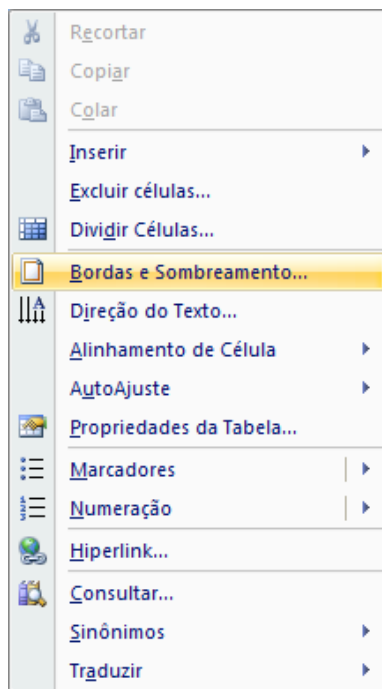 Recortar
Copiar
Colar
Inserir
Excluir células...
Dividir Células...
Bordas e Sombreamento...
Direção do Texto...
Alinhamento de Célula
AutoAjuste
Propriedades da Tabela...
Marcadores
Numeração
Hiperlink...
Consultar...
Sinônimos
Traduzir